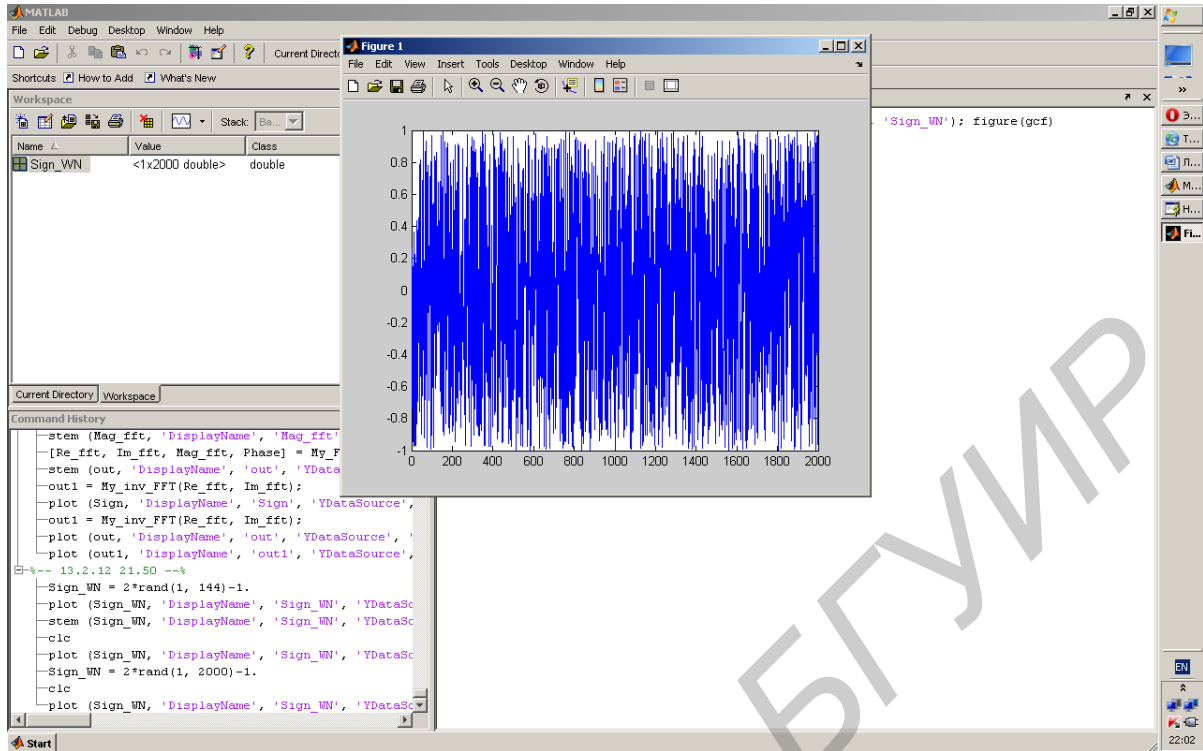 MATLAB
File Edit Debug Desktop Window Help
Current Directo
Shortcuts How to Add What's New
Workspace
Stack: Ba...
Name Value Class
Sign_WN <1x2000 double> double
Current Directory Workspace
Command History
stem (Mag_fft, 'DisplayName', 'Mag_fft'
[Re_fft, Im_fft, Mag_fft, Phase] = My_F
stem (out, 'DisplayName', 'out', 'YData
out1 = My_inv_FFT(Re_fft, Im_fft);
plot (Sign, 'DisplayName', 'Sign', 'YDataSource',
out1 = My_inv_FFT(Re_fft, Im_fft);
plot (out, 'DisplayName', 'out', 'YDataSource', '
plot (out1, 'DisplayName', 'out1', 'YDataSource',
%-- 13.2.12 21.50 --%
Sign_WN = 2*rand(1, 144)-1.
plot (Sign_WN, 'DisplayName', 'Sign_WN', 'YDataSo
stem (Sign_WN, 'DisplayName', 'Sign_WN', 'YDataSo
clc
plot (Sign_WN, 'DisplayName', 'Sign_WN', 'YDataSo
Sign_WN = 2*rand(1, 2000)-1.
clc
plot (Sign_WN, 'DisplayName', 'Sign_WN', 'YDataSo
Start
Figure 1
File Edit View Insert Tools Desktop Window Help
1
0.8
0.6
0.4
0.2
0
-0.2
-0.4
-0.6
-0.8
-1
0 200 400 600 800 1000 1200 1400 1600 1800 2000
'Sign_WN'); figure(gcf)
Э...
T...
Л...
M...
Н...
Fi...
EN
22:02
БГУИР